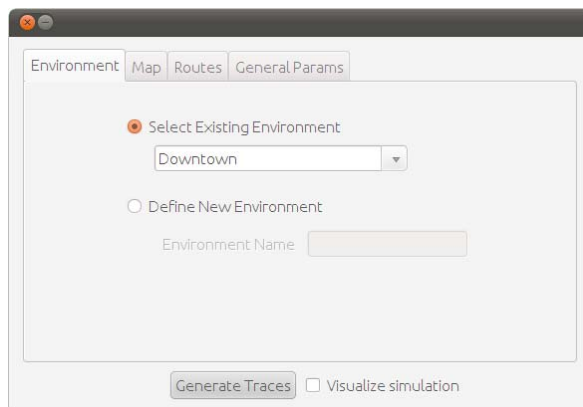 Environment Map Routes General Params
Select Existing Environment
Downtown
Define New Environment
Environment Name
Generate Traces Visualize simulation